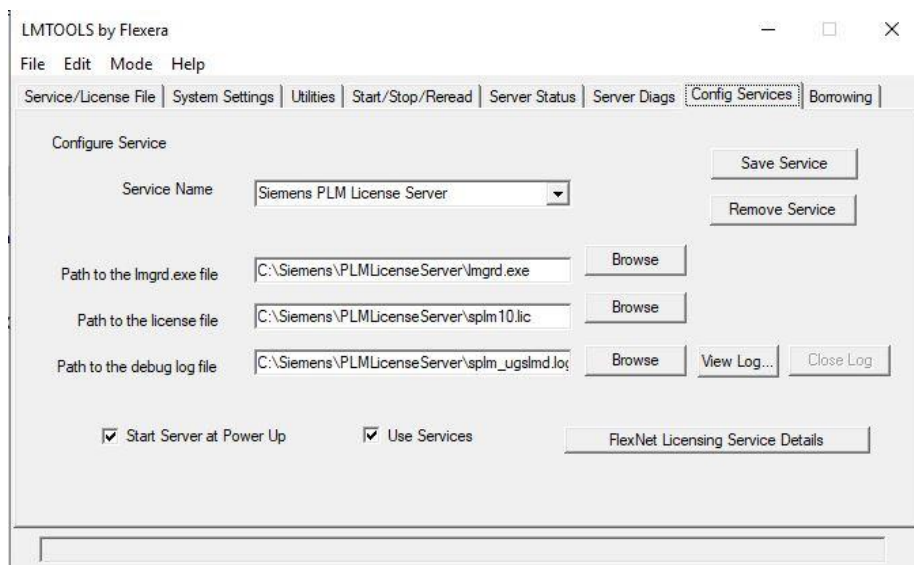 LMTOOLS by Flexera
File Edit Mode Help
Service/License File System Settings Utilities Start/Stop/Reread Server Status Server Diags Config Services Borrowing
Configure Service
Save Service
Service Name Siemens PLM License Server
Remove Service
Path to the lmgrd.exe file C:\Siemens\PLMLicenseServer\lmgrd.exe Browse
Path to the license file C:\Siemens\PLMLicenseServer\splm10.lic Browse
Path to the debug log file C:\Siemens\PLMLicenseServer\splm_ugslmd.log Browse View Log... Close Log
Start Server at Power Up Use Services FlexNet Licensing Service Details